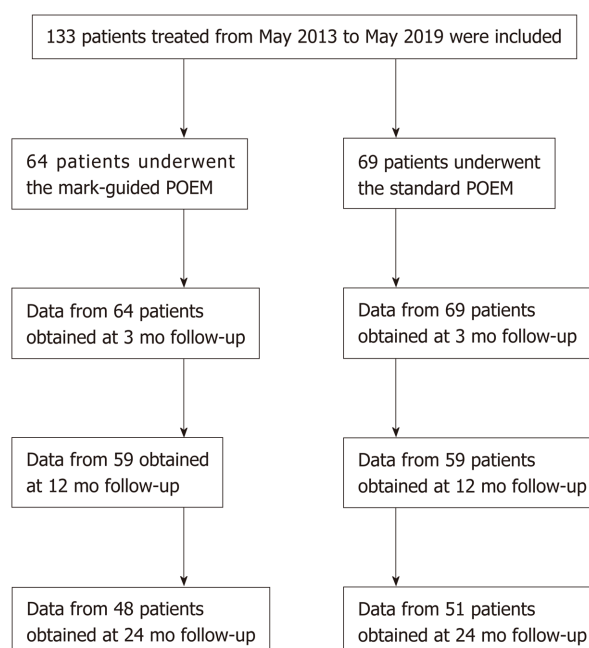 133 patients treated from May 2013 to May 2019 were included
64 patients underwent
the mark-guided POEM
69 patients underwent
the standard POEM
Data from 64 patients
obtained at 3 mo follow-up
Data from 69 patients
obtained at 3 mo follow-up
Data from 59 obtained
at 12 mo follow-up
Data from 59 patients
obtained at 12 mo follow-up
Data from 48 patients
obtained at 24 mo follow-up
Data from 51 patients
obtained at 24 mo follow-up